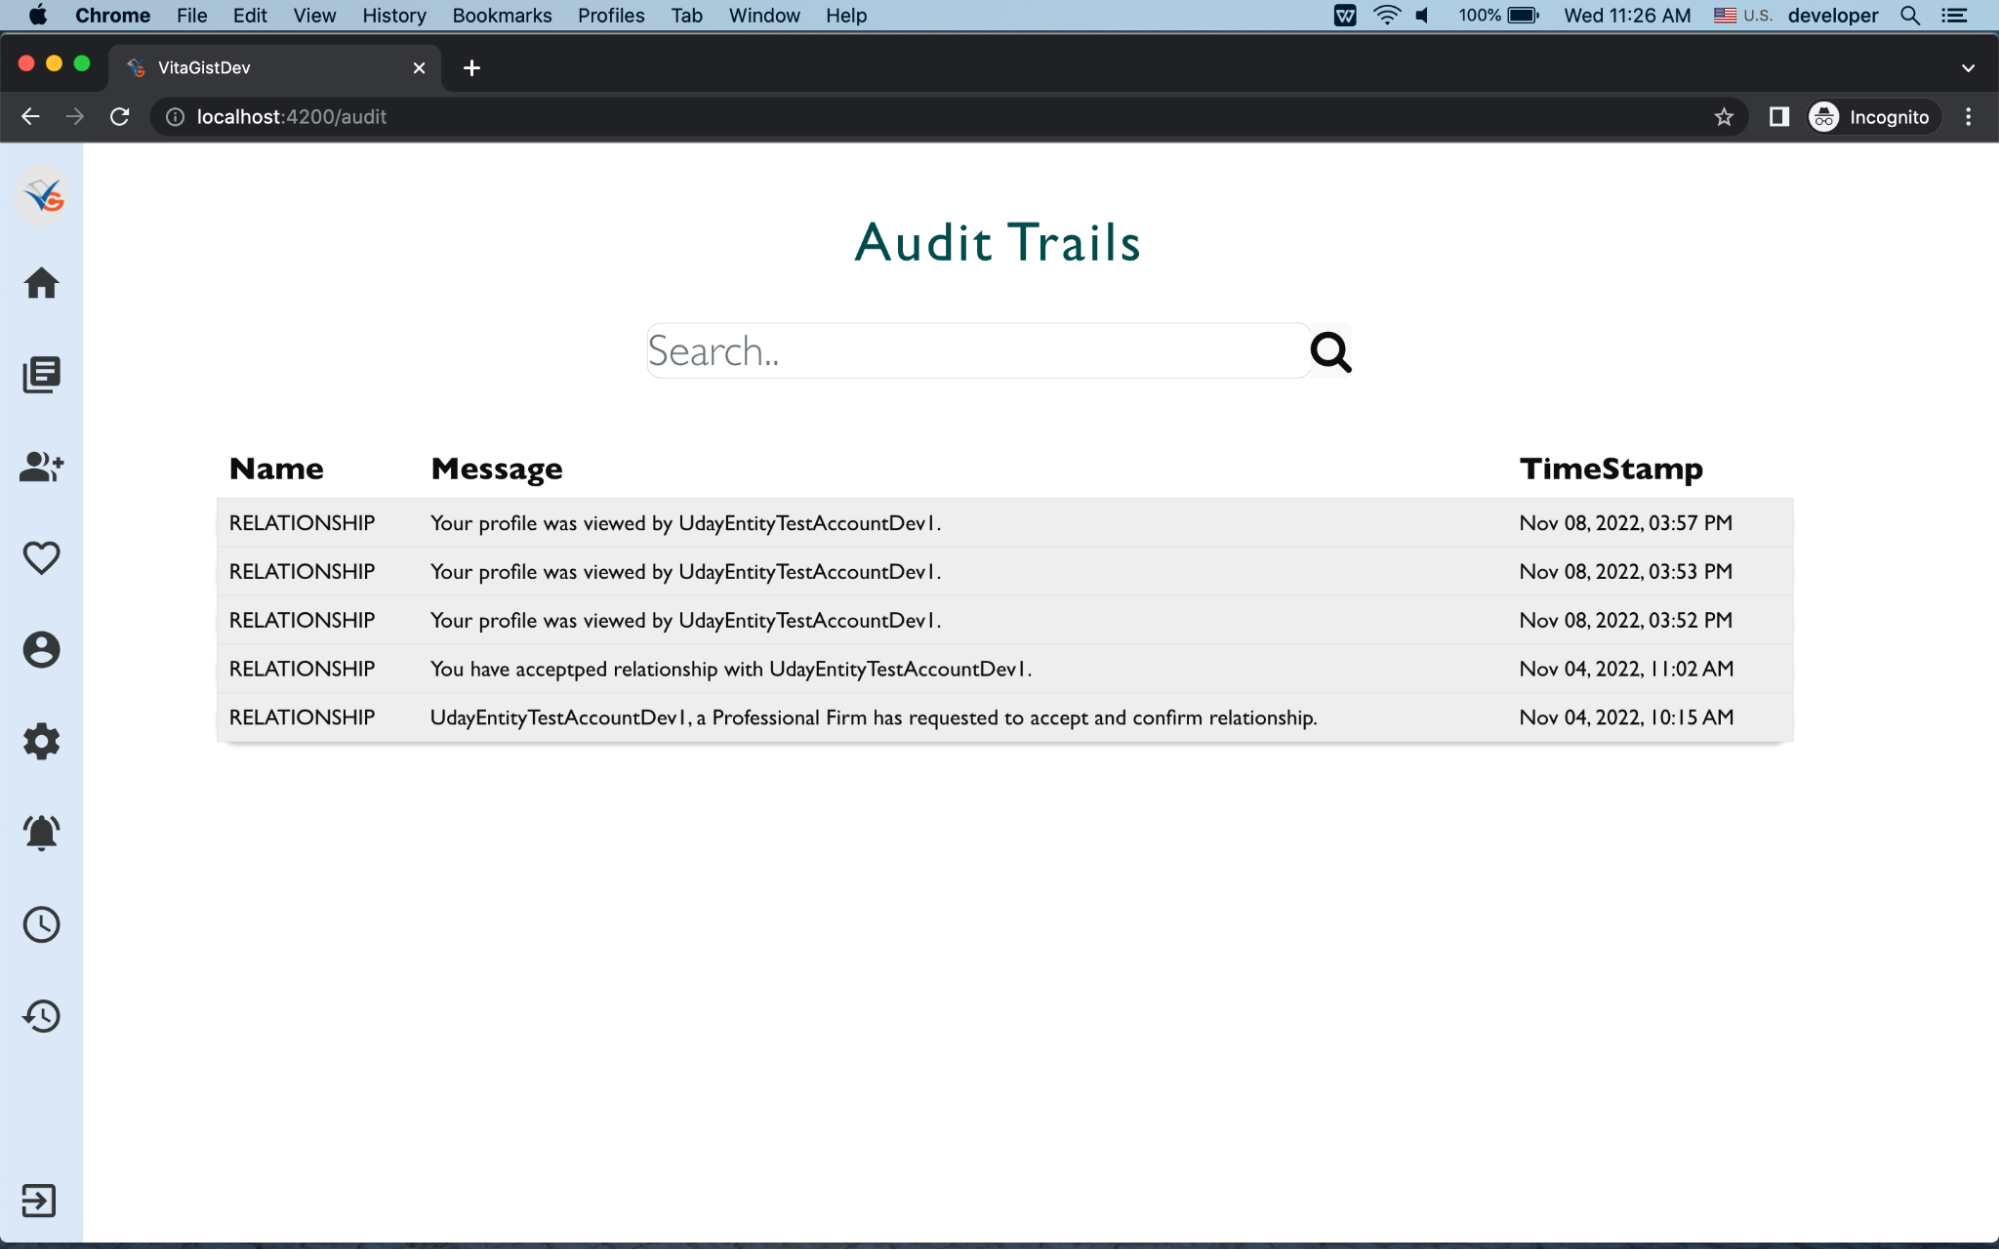 Chrome File Edit View History Bookmarks Profiles Tab Window Help 100% Wed 11:26 AM U.S. developer
VitaGistDev
localhost:4200/audit Incognito
Audit Trails
Search..
Name Message TimeStamp
RELATIONSHIP Your profile was viewed by UdayEntityTestAccountDev1. Nov 08, 2022, 03:57 PM
RELATIONSHIP Your profile was viewed by UdayEntityTestAccountDev1. Nov 08, 2022, 03:53 PM
RELATIONSHIP Your profile was viewed by UdayEntityTestAccountDev1. Nov 08, 2022, 03:52 PM
RELATIONSHIP You have acceptped relationship with UdayEntityTestAccountDev1. Nov 04, 2022, 11:02 AM
RELATIONSHIP UdayEntityTestAccountDev1, a Professional Firm has requested to accept and confirm relationship. Nov 04, 2022, 10:15 AM